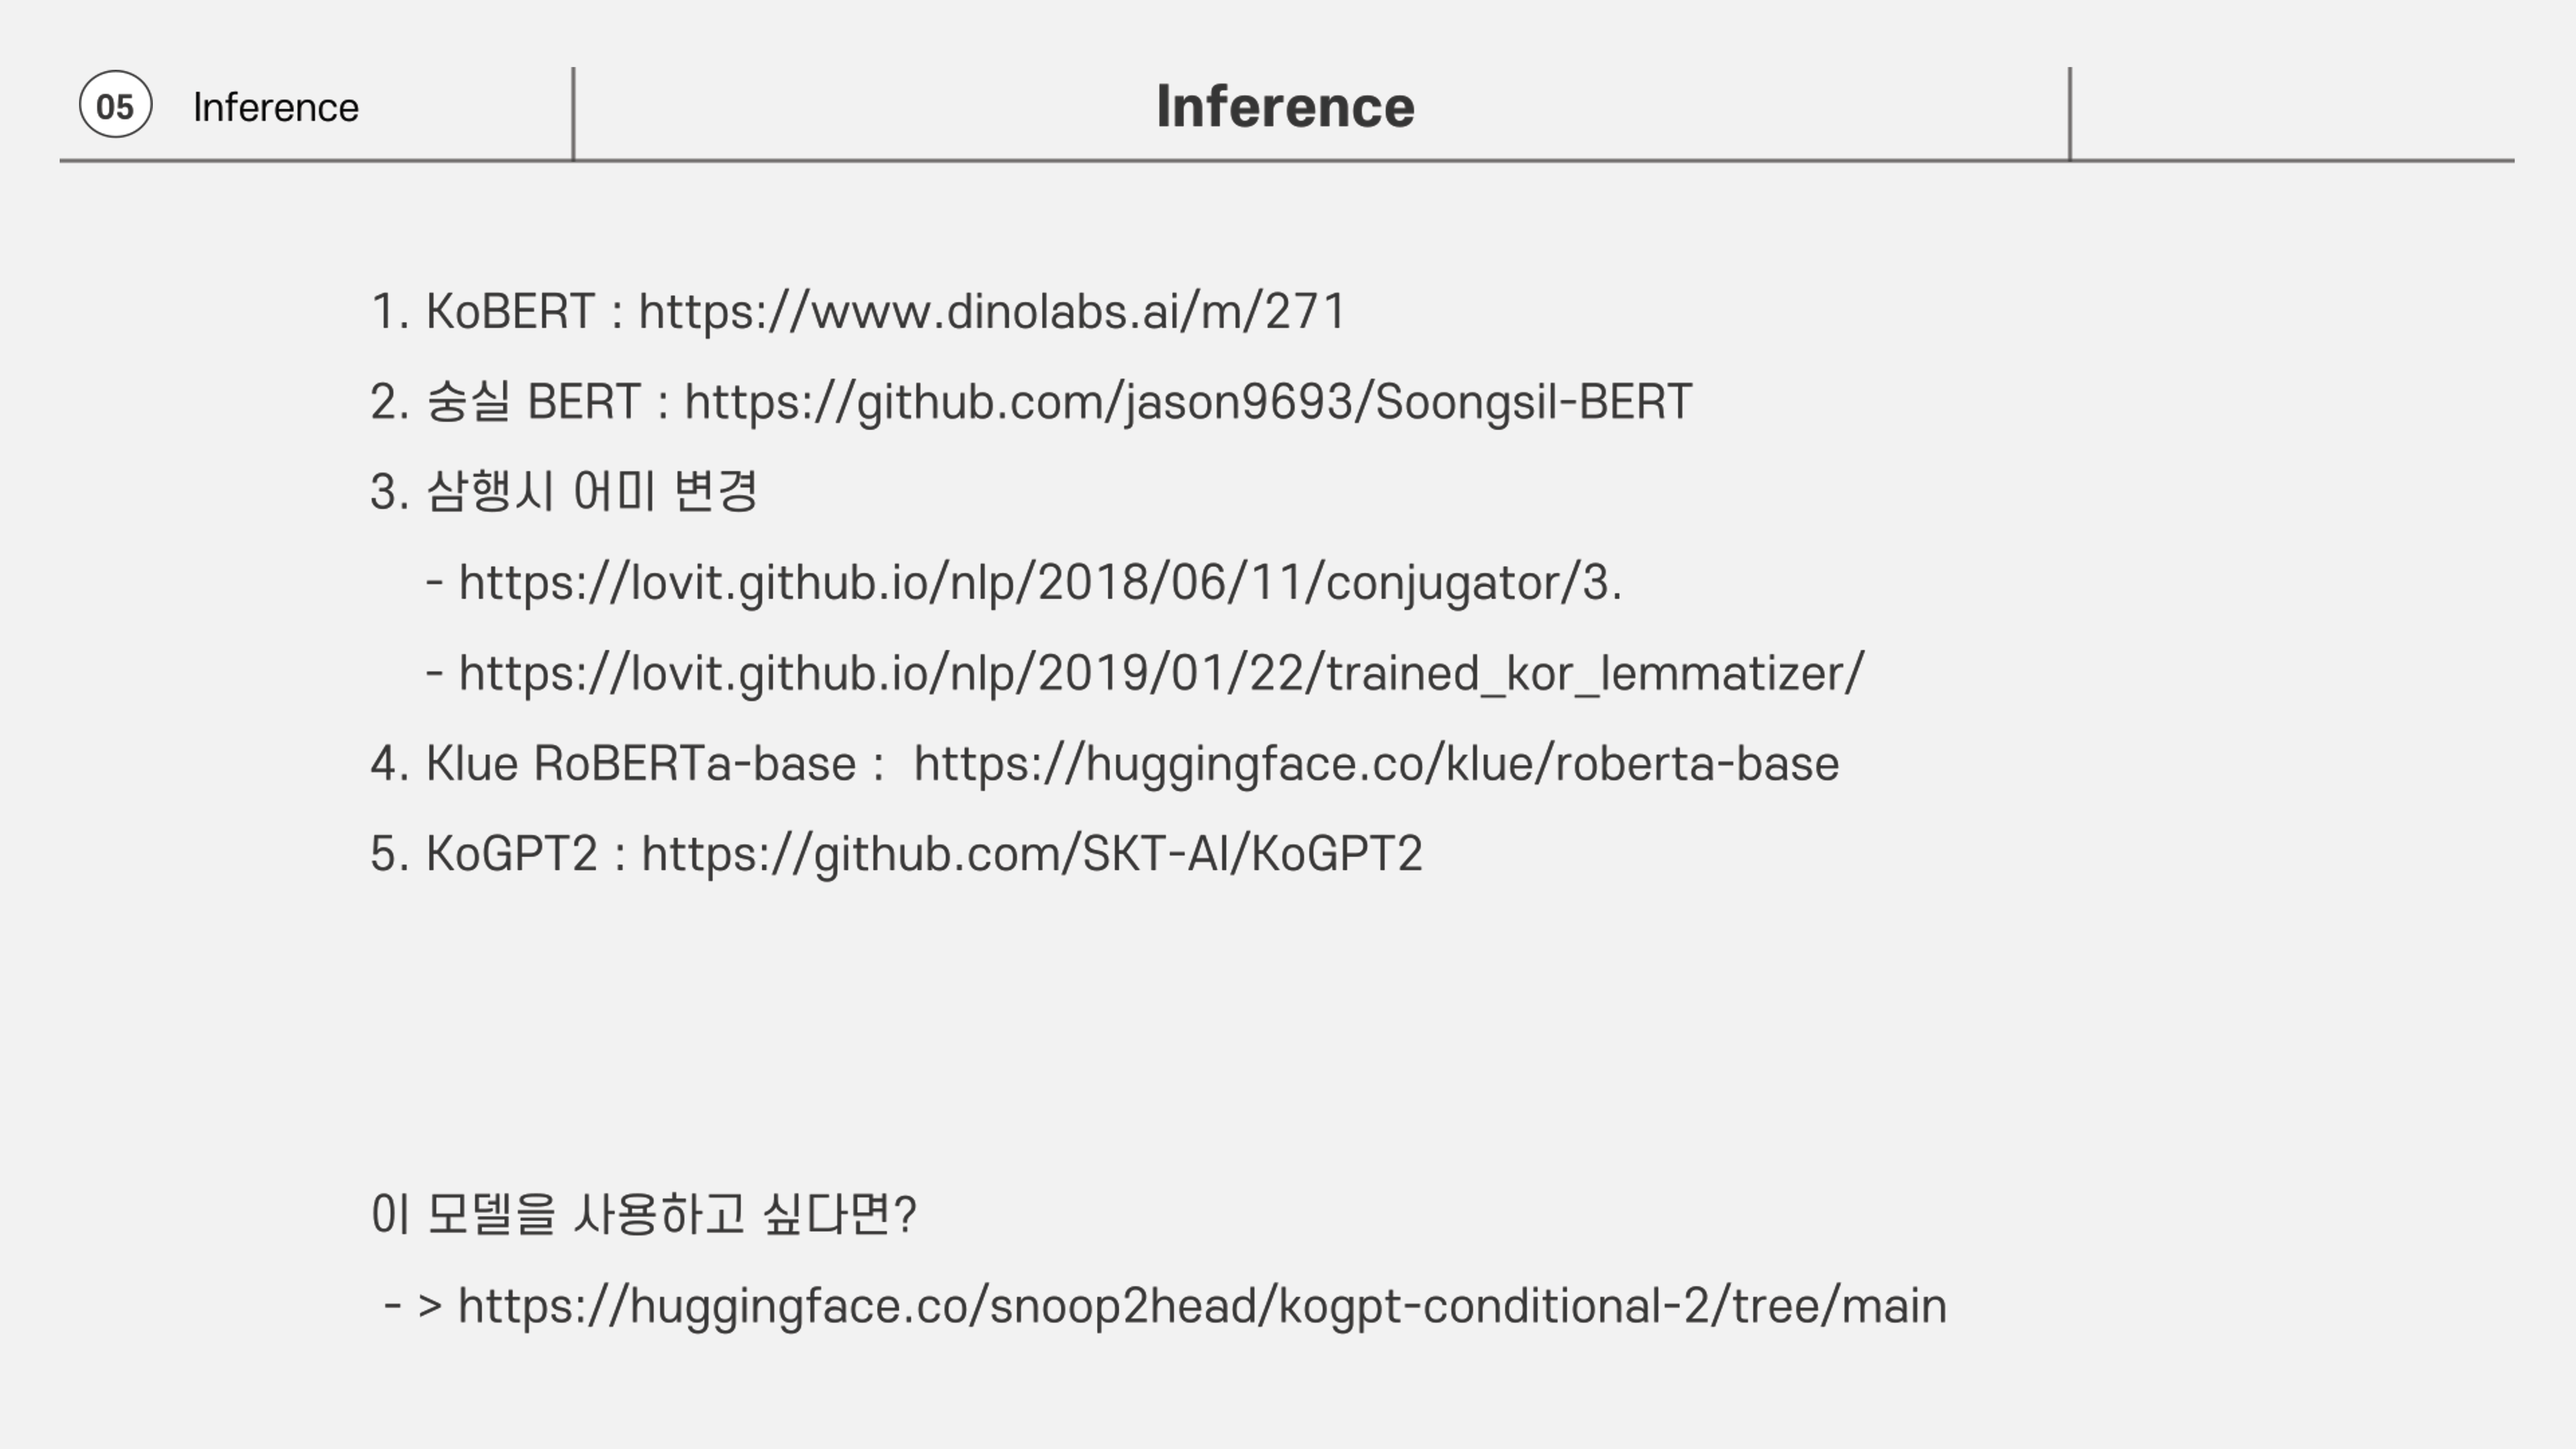 05 Inference
Inference
1. KoBERT : https://www.dinolabs.ai/m/271
2. 숭실 BERT : https://github.com/jason9693/Soongsil-BERT
3. 삼행시 어미 변경
- https://lovit.github.io/nlp/2018/06/11/conjugator/3.
- https://lovit.github.io/nlp/2019/01/22/trained_kor_lemmatizer/
4. Klue RoBERTa-base :  https://huggingface.co/klue/roberta-base
5. KoGPT2 : https://github.com/SKT-AI/KoGPT2
이 모델을 사용하고 싶다면?
- > https://huggingface.co/snoop2head/kogpt-conditional-2/tree/main